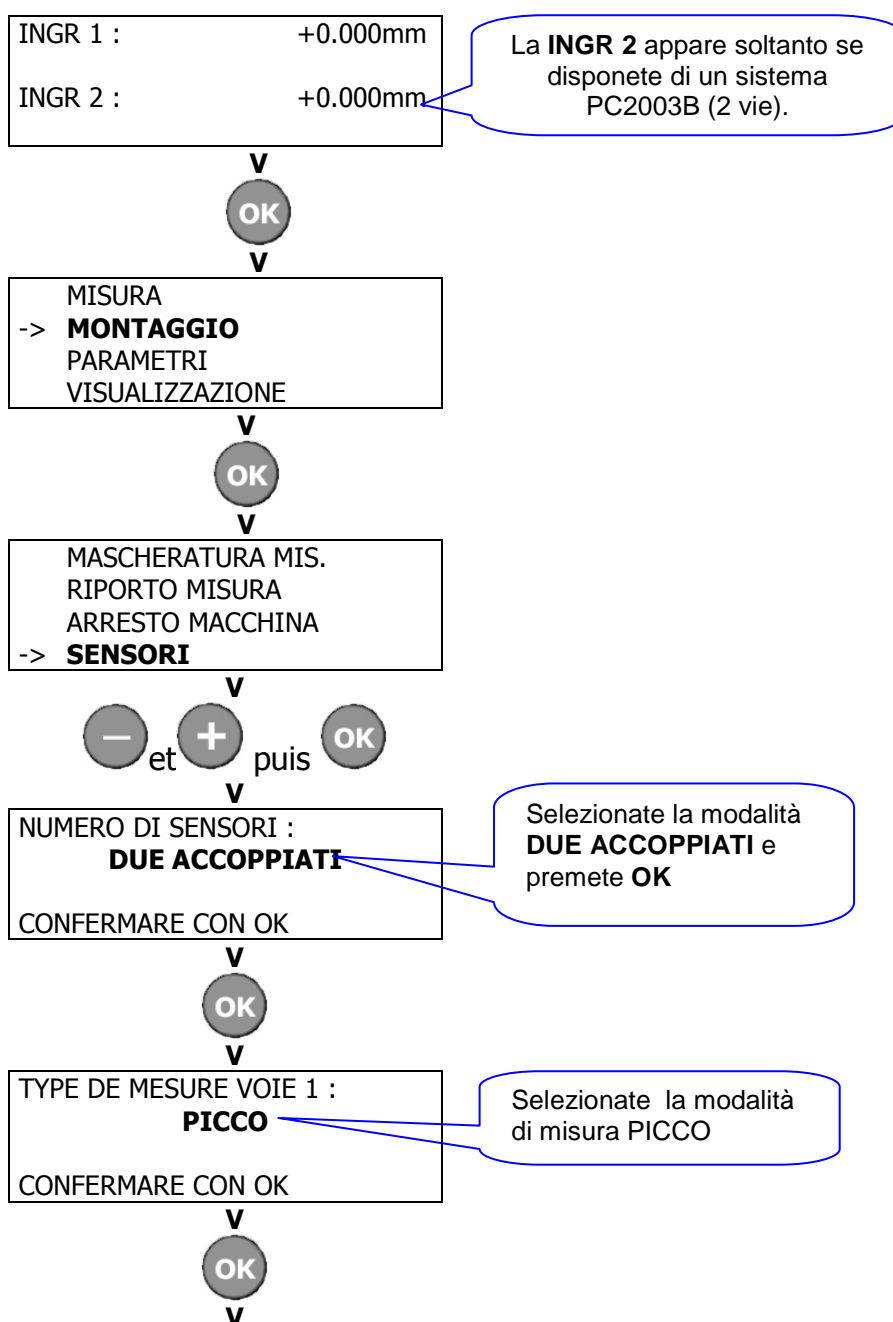 INGR 1 : +0.000mm
INGR 2 : +0.000mm
La INGR 2 appare soltanto se
disponete di un sistema
PC2003B (2 vie).
v
OK
v
MISURA
-> MONTAGGIO
PARAMETRI
VISUALIZZAZIONE
v
OK
v
MASCHERATURA MIS.
RIPORTO MISURA
ARRESTO MACCHINA
-> SENSORI
v
− et + puis OK
v
NUMERO DI SENSORI :
DUE ACCOPPIATI
CONFERMARE CON OK
Selezionate la modalità
DUE ACCOPPIATI e
premete OK
v
OK
v
TYPE DE MESURE VOIE 1 :
PICCO
CONFERMARE CON OK
Selezionate la modalità
di misura PICCO
v
OK
v